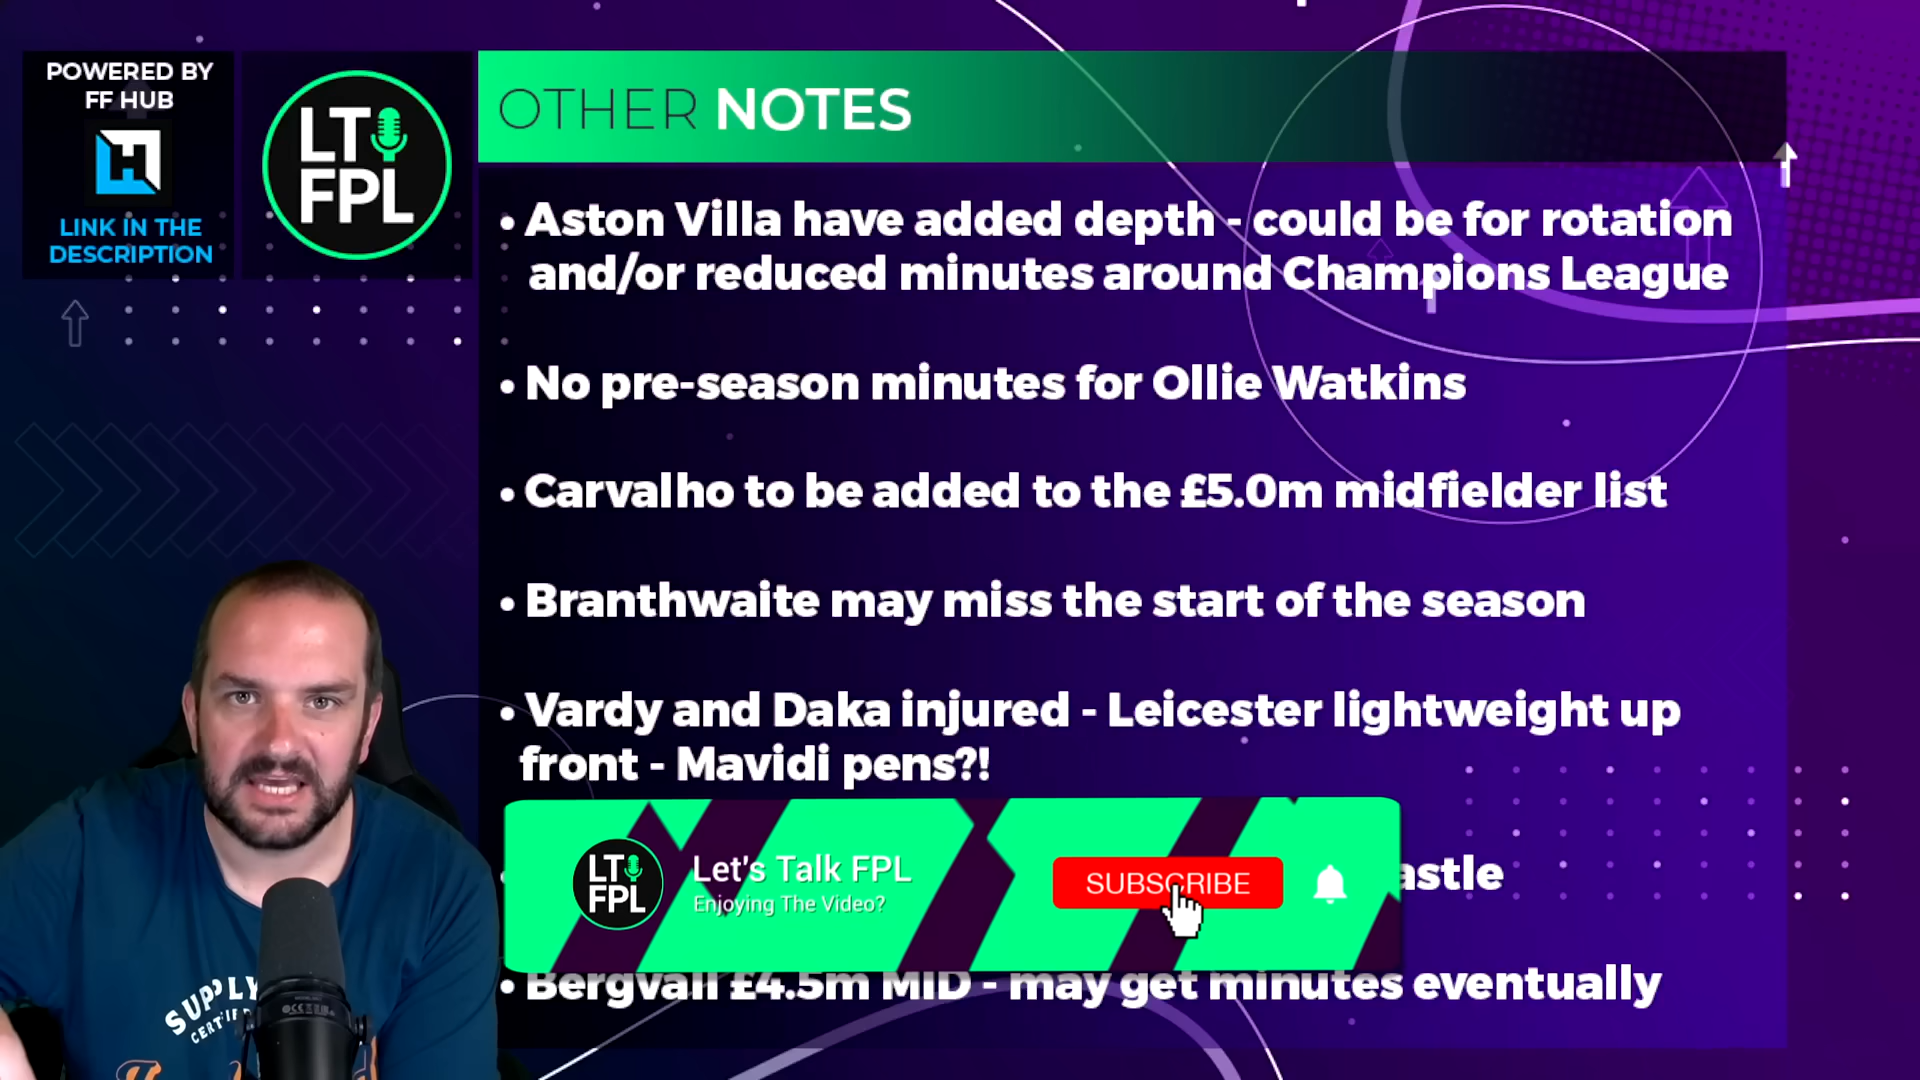 POWERED BY
FF HUB
LINK IN THE
DESCRIPTION
LT
FPL
OTHER NOTES
• Aston Villa have added depth - could be for rotation
and/or reduced minutes around Champions League
• No pre-season minutes for Ollie Watkins
• Carvalho to be added to the £5.0m midfielder list
• Branthwaite may miss the start of the season
• Vardy and Daka injured - Leicester lightweight up
front - Mavidi pens?!
astle
LT
FPL
Let's Talk FPL
Enjoying The Video?
SUBSCRIBE
• Bergvall £4.5m MID - may get minutes eventually
SUPPLY
CERTIFIED